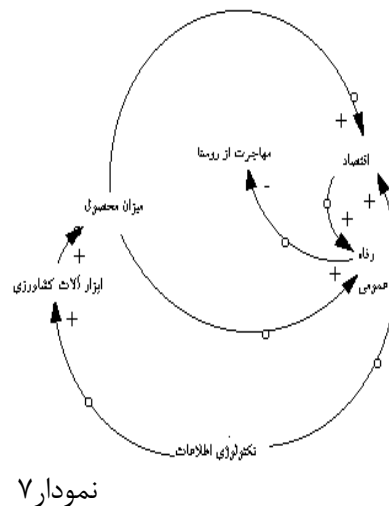 مهاجرت از روستا
اقتصاد
+
+
-
+
میزان محصول
رفاه
عمومی
+
+
ابزار آلات کشاورزی
+
تکنولوژی اطلاعات
نمودار۷